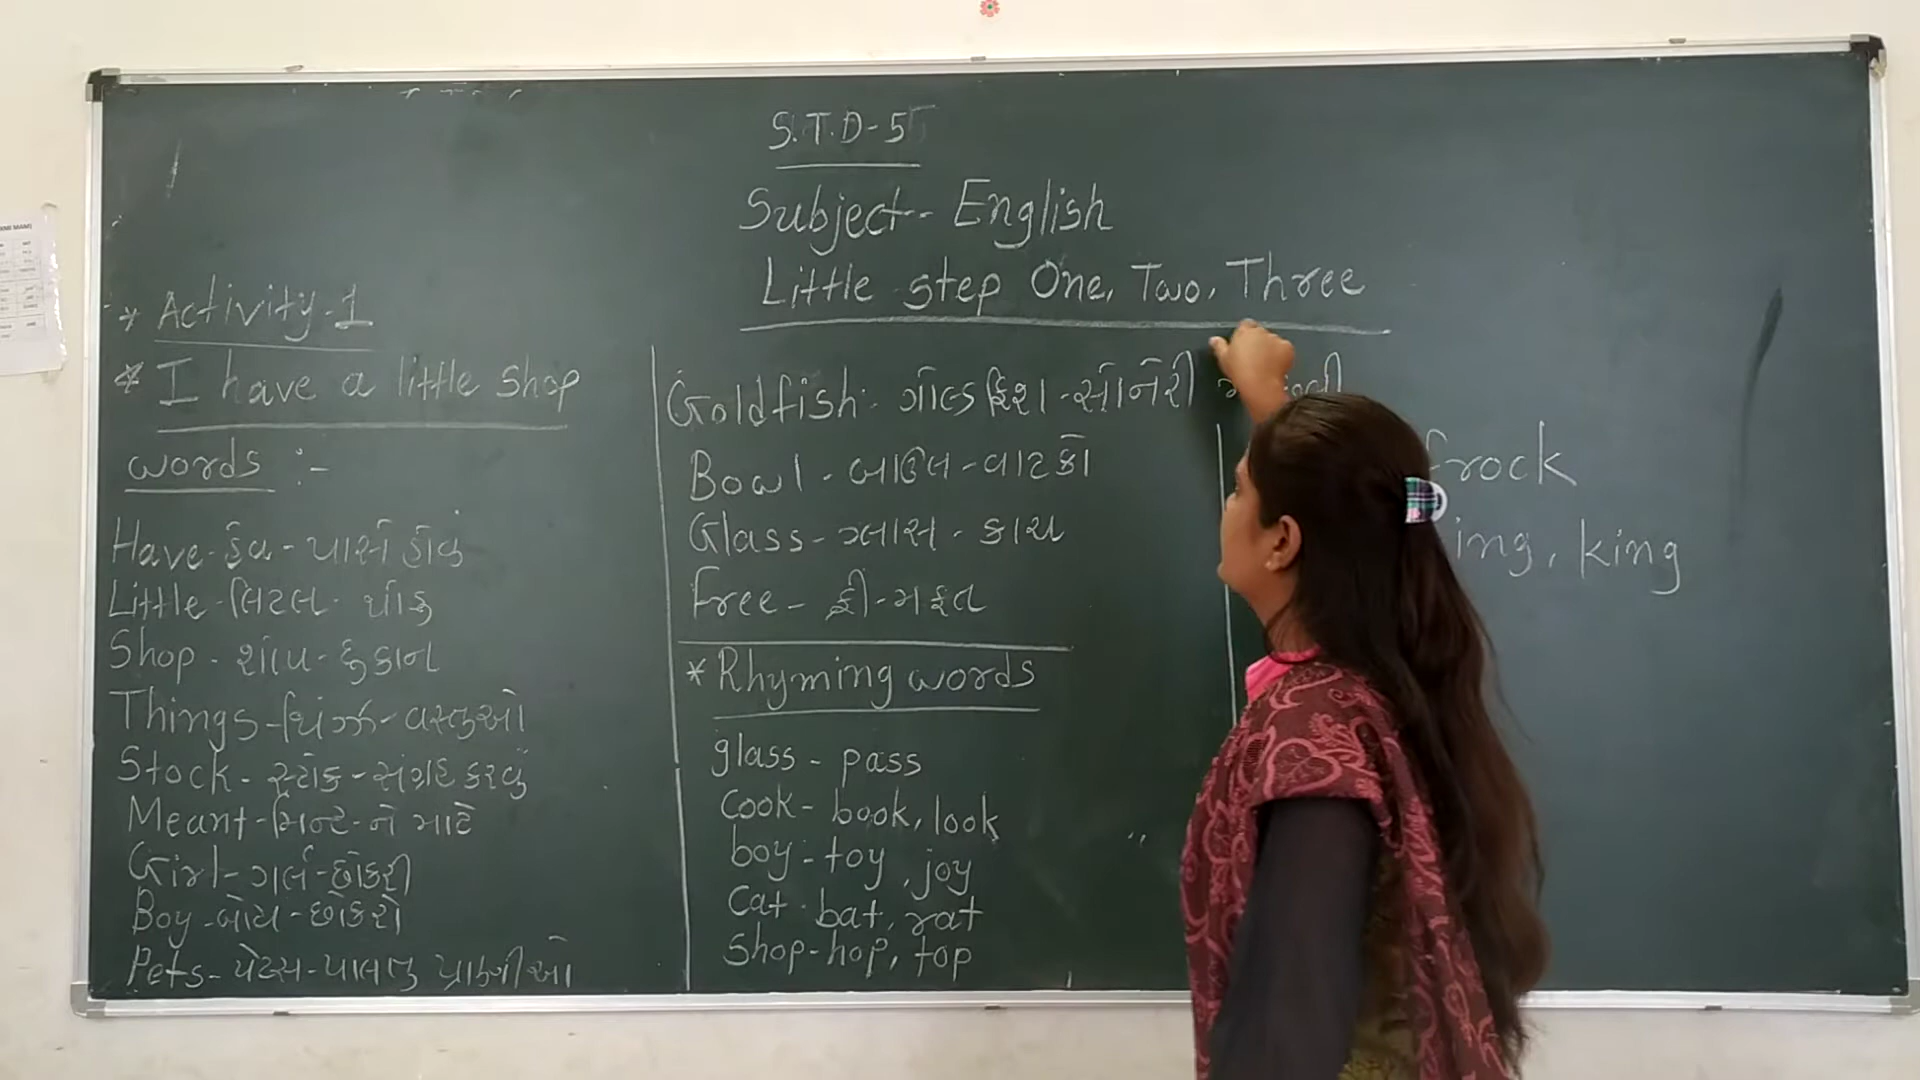 S.T.D-5
Subject-English
Little step One, Two, Three
* Activity-1
* I have a little shop
words :-
Have-હેવ-પાસે હોવું
Little-લિટલ-થોડુ
Shop-શોપ-દુકાન
Things-થિંગ્ઝ-વસ્તુઓ
Stock-સ્ટોક-સંગ્રહ કરવું
Meant-મિન્ટ-ને માટે
Girl-ગર્લ-છોકરી
Boy-બોય-છોકરો
Pets-પેટસ-પાલતુ પ્રાણીઓ
Goldfish-ગોલ્ડફિશ-સોનેરી
Bowl-બાઉલ-વાટકો
Glass-ગ્લાસ-કાચ
Free-ફ્રી-મફત
* Rhyming words
glass-pass
cook-book, look
boy-toy, joy
Cat-bat, rat
Shop-hop, top
frock
king